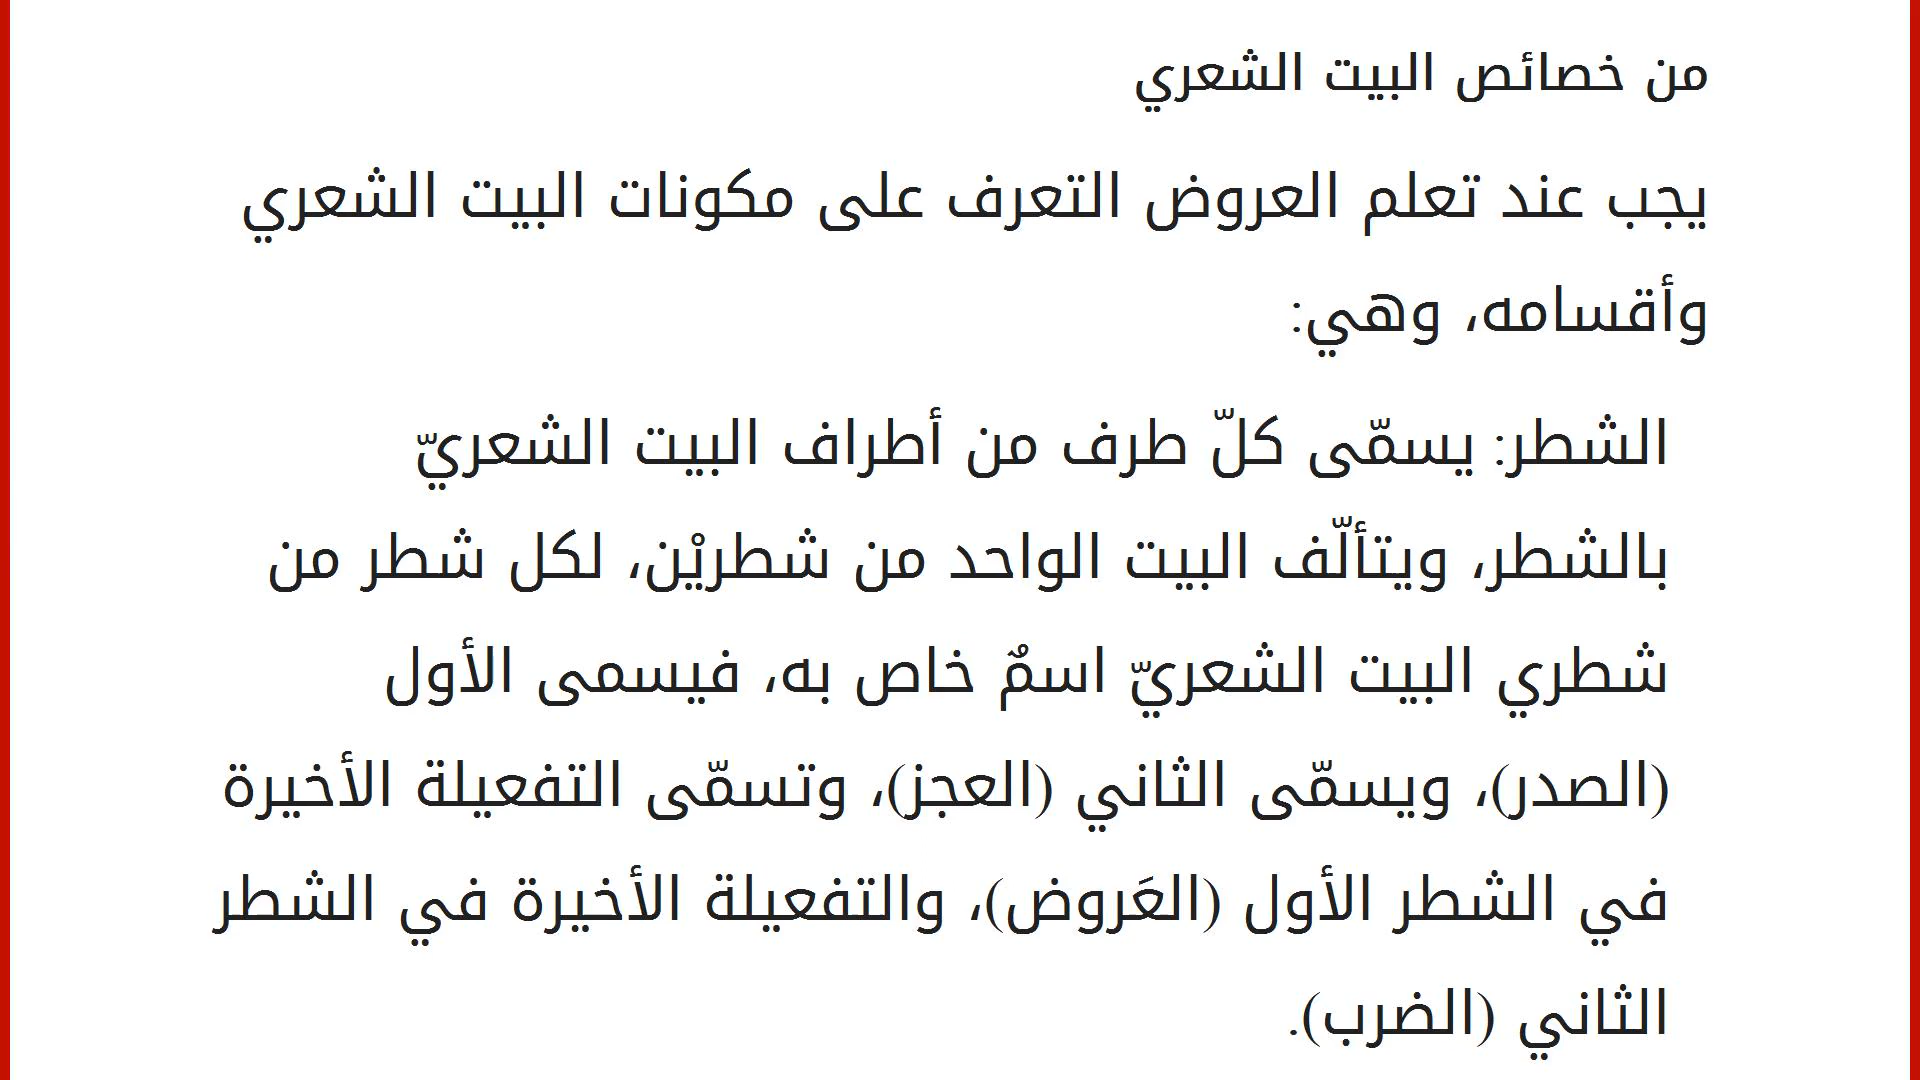 من خصائص البيت الشعري
يجب عند تعلم العروض التعرف على مكونات البيت الشعري
وأقسامه، وهي:
الشطر: يسمّى كلّ طرف من أطراف البيت الشعريّ
بالشطر، ويتألّف البيت الواحد من شطريْن، لكل شطر من
شطري البيت الشعريّ اسمٌ خاص به، فيسمى الأول
(الصدر)، ويسمّى الثاني (العجز)، وتسمّى التفعيلة الأخيرة
في الشطر الأول (العَروض)، والتفعيلة الأخيرة في الشطر
الثاني (الضرب).